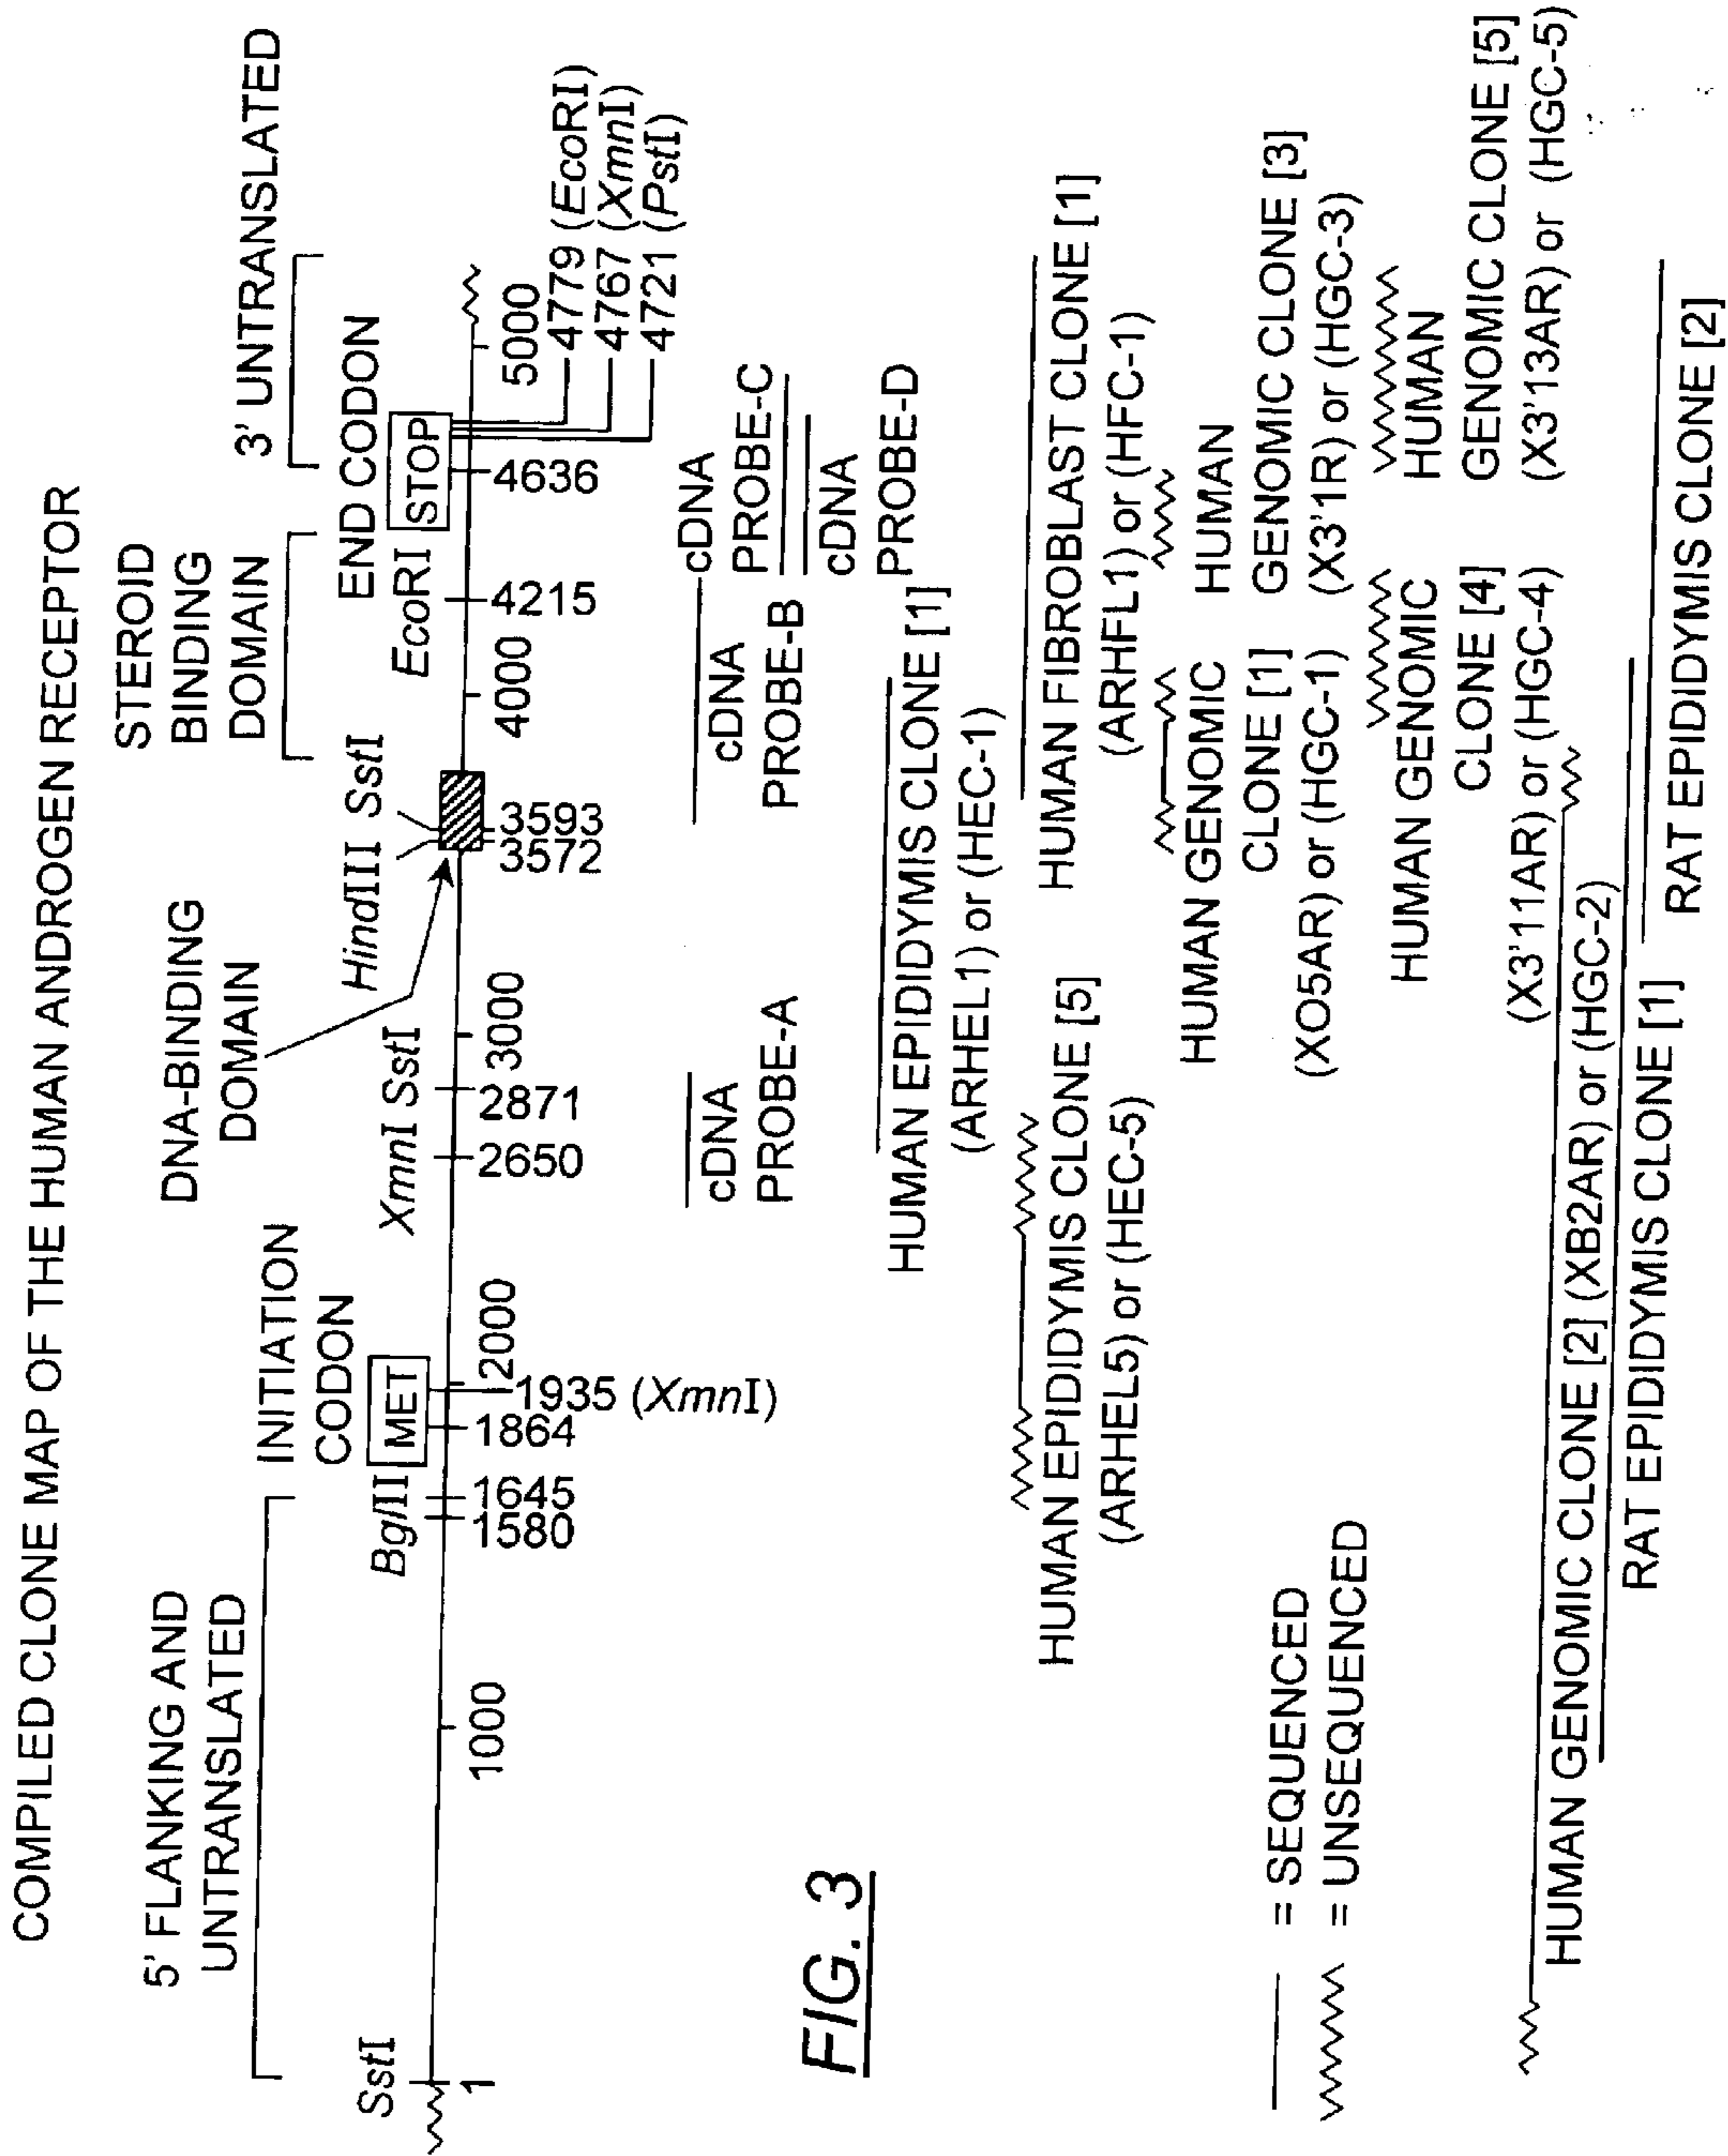 COMPILED CLONE MAP OF THE HUMAN ANDROGEN RECEPTOR
5' FLANKING AND
UNTRANSLATED
INITIATION
CODON
DNA-BINDING
DOMAIN
STEROID
BINDING
DOMAIN
3' UNTRANSLATED
END CODON
SstI
BglII
MET
XmnI SstI
HindIII SstI
EcoRI
STOP
1
1000
1580
1645
1864
1935 (XmnI)
2000
2650
2871
3000
3572
3593
4000
4215
4636
5000
4779 (EcoRI)
4767 (XmnI)
4721 (PstI)
cDNA
PROBE-A
cDNA
PROBE-B
cDNA
PROBE-C
cDNA
PROBE-D
FIG. 3
HUMAN EPIDIDYMIS CLONE [1]
(ARHEL1) or (HEC-1)
HUMAN EPIDIDYMIS CLONE [5]
(ARHEL5) or (HEC-5)
HUMAN FIBROBLAST CLONE [1]
(ARHFL1) or (HFC-1)
HUMAN GENOMIC
CLONE [1]
(XO5AR) or (HGC-1)
HUMAN
GENOMIC CLONE [3]
(X3'1R) or (HGC-3)
= SEQUENCED
= UNSEQUENCED
HUMAN GENOMIC
CLONE [4]
(X3'11AR) or (HGC-4)
HUMAN
GENOMIC CLONE [5]
(X3'13AR) or (HGC-5)
HUMAN GENOMIC CLONE [2] (XB2AR) or (HGC-2)
RAT EPIDIDYMIS CLONE [1]
RAT EPIDIDYMIS CLONE [2]